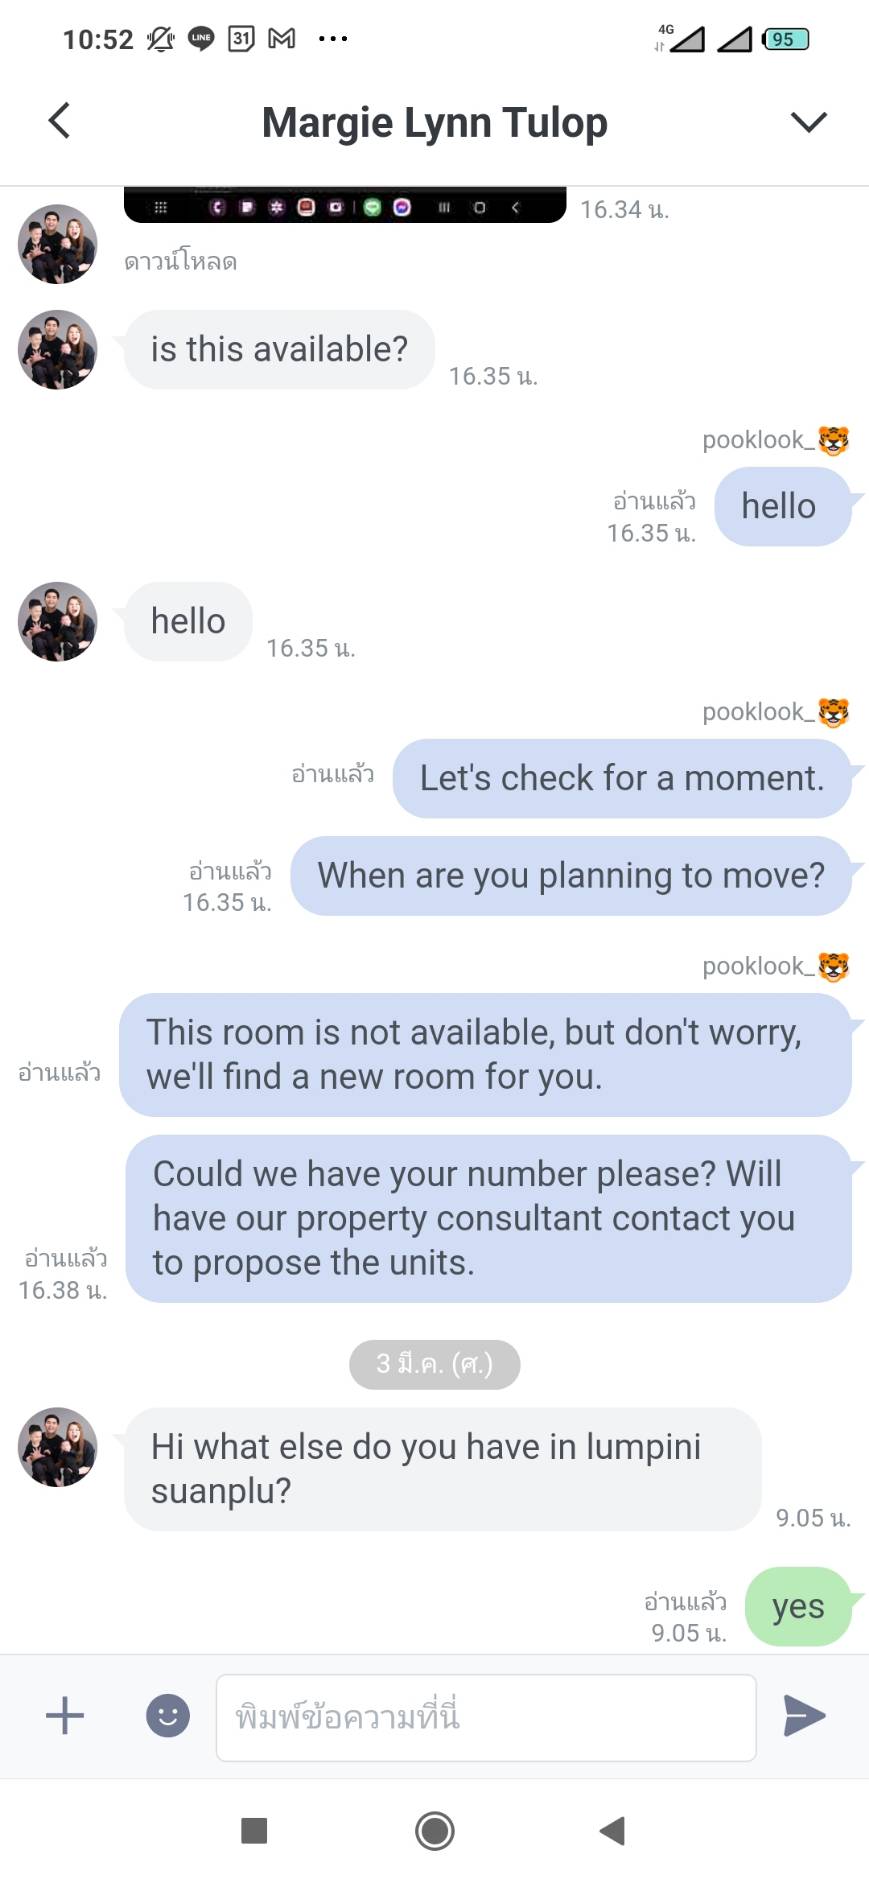 10:52 LINE 31 4G 95
Margie Lynn Tulop
16.34 น.
ดาวน์โหลด
is this available?
16.35 น.
pooklook_🐯
อ่านแล้ว
16.35 น.
hello
hello
16.35 น.
pooklook_🐯
อ่านแล้ว
Let's check for a moment.
อ่านแล้ว
16.35 น.
When are you planning to move?
pooklook_🐯
This room is not available, but don't worry,
we'll find a new room for you.
อ่านแล้ว
Could we have your number please? Will
have our property consultant contact you
to propose the units.
อ่านแล้ว
16.38 น.
3 มี.ค. (ศ.)
Hi what else do you have in lumpini
suanplu?
9.05 น.
อ่านแล้ว
9.05 น.
yes
พิมพ์ข้อความที่นี่